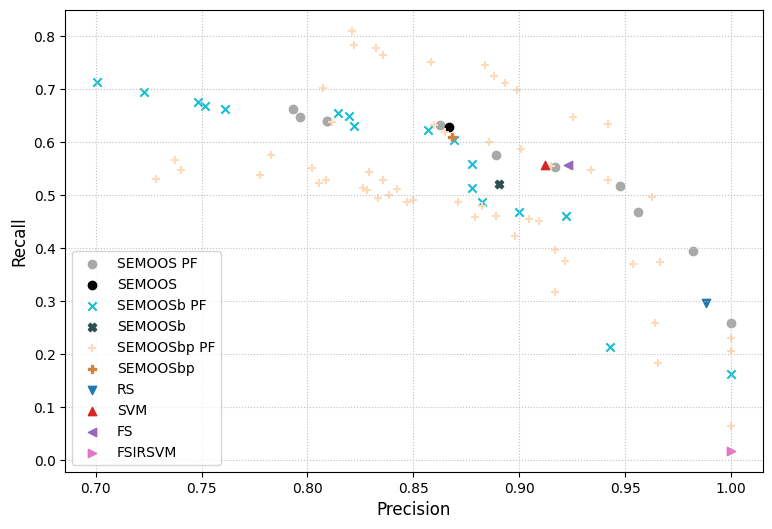 0.8
0.7
0.6
0.5
0.4
0.3
0.2
0.1
0.0
Recall
SEMOOS PF
SEMOOS
SEMOOSb PF
SEMOOSb
SEMOOSbp PF
SEMOOSbp
RS
SVM
FS
FSIRSVM
0.70 0.75 0.80 0.85 0.90 0.95 1.00
Precision